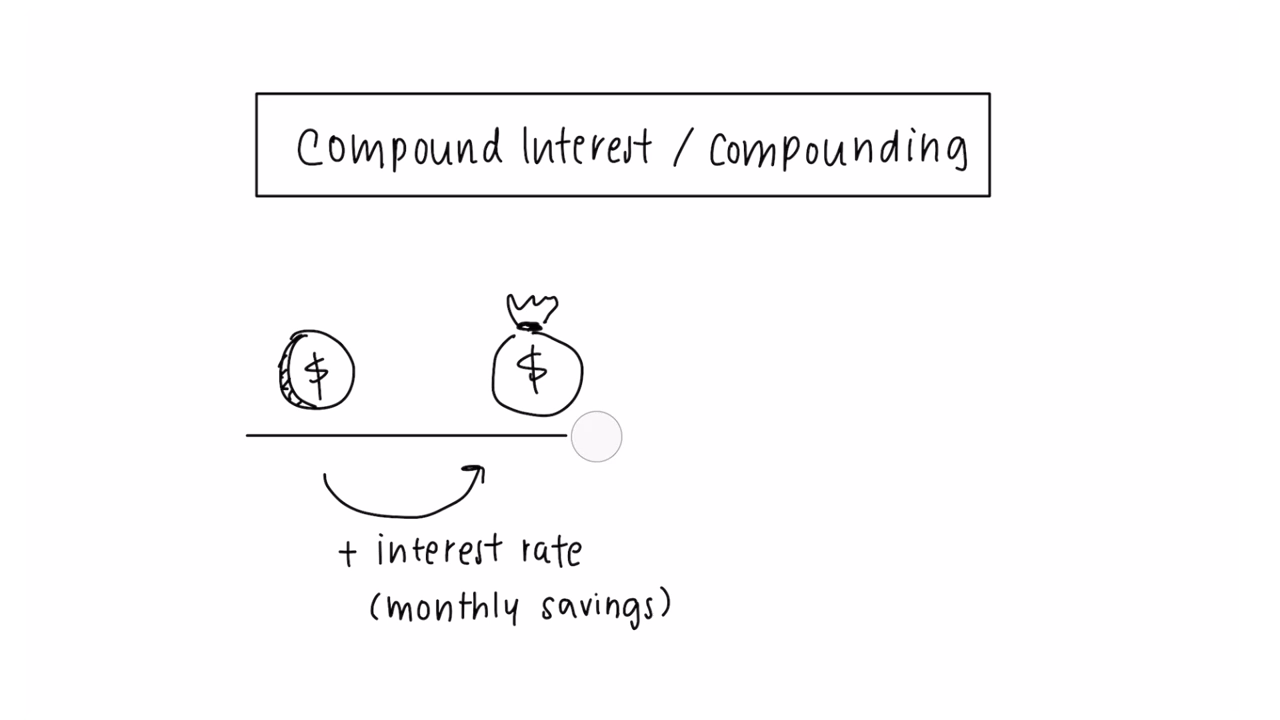 Compound Interest / Compounding
$ $
+ interest rate
(monthly savings)